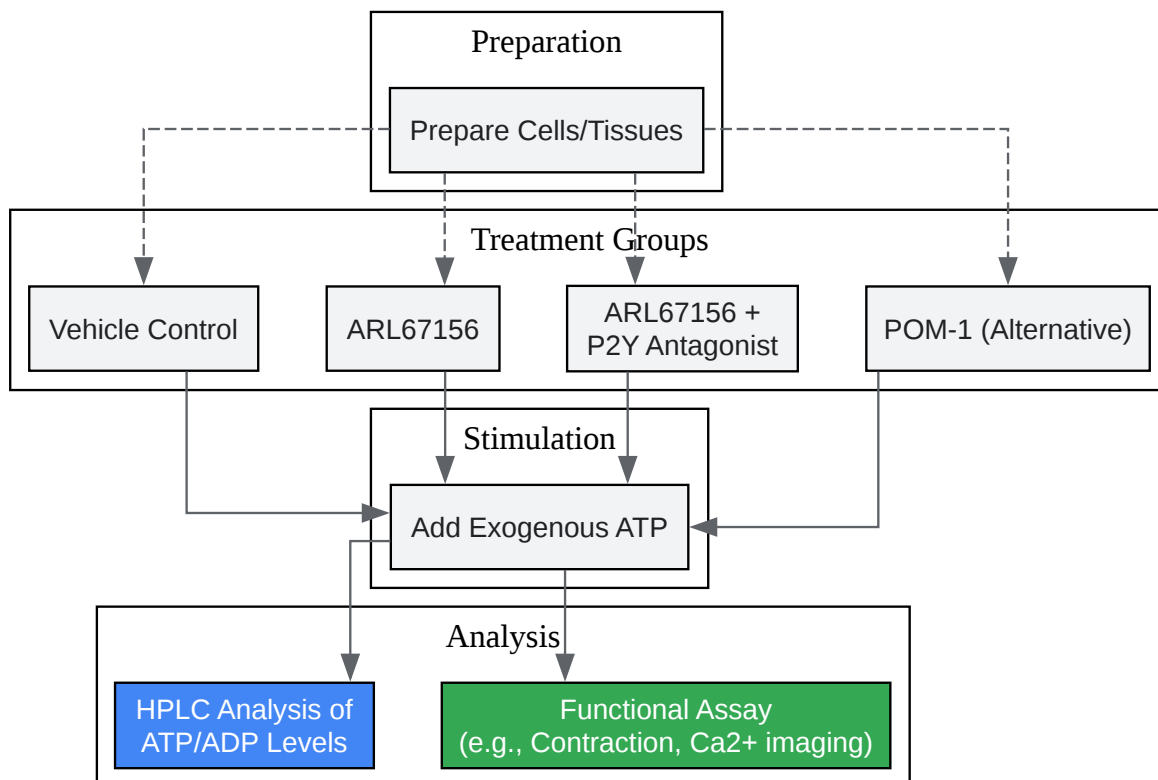 Preparation
Prepare Cells/Tissues
Treatment Groups
Vehicle Control
ARL67156
ARL67156 +
P2Y Antagonist
POM-1 (Alternative)
Stimulation
Add Exogenous ATP
Analysis
HPLC Analysis of
ATP/ADP Levels
Functional Assay
(e.g., Contraction, Ca2+ imaging)